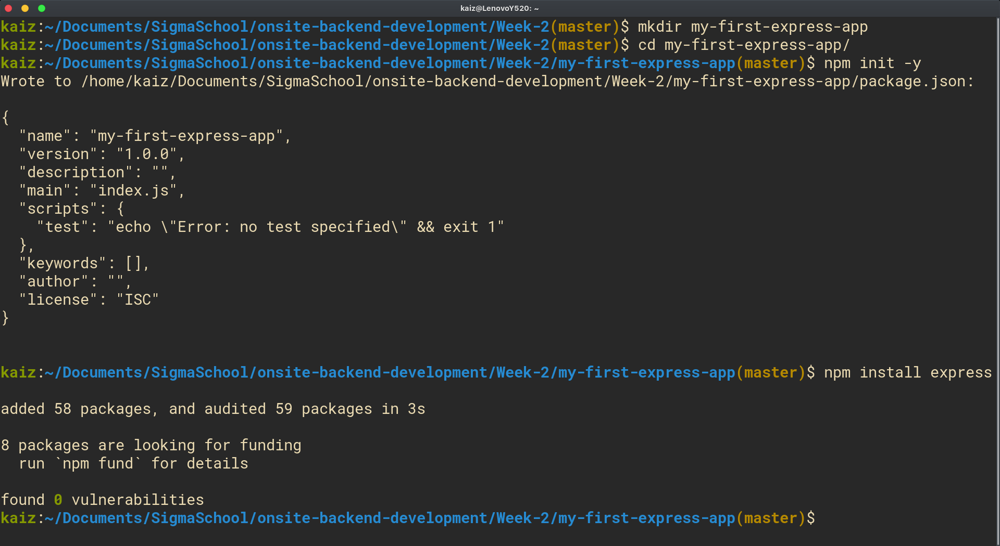 kaiz@LenovoY520: ~
kaiz:~/Documents/SigmaSchool/onsite-backend-development/Week-2(master)$ mkdir my-first-express-app
kaiz:~/Documents/SigmaSchool/onsite-backend-development/Week-2(master)$ cd my-first-express-app/
kaiz:~/Documents/SigmaSchool/onsite-backend-development/Week-2/my-first-express-app(master)$ npm init -y
Wrote to /home/kaiz/Documents/SigmaSchool/onsite-backend-development/Week-2/my-first-express-app/package.json:

{
  "name": "my-first-express-app",
  "version": "1.0.0",
  "description": "",
  "main": "index.js",
  "scripts": {
    "test": "echo \"Error: no test specified\" && exit 1"
  },
  "keywords": [],
  "author": "",
  "license": "ISC"
}

kaiz:~/Documents/SigmaSchool/onsite-backend-development/Week-2/my-first-express-app(master)$ npm install express

added 58 packages, and audited 59 packages in 3s

8 packages are looking for funding
  run `npm fund` for details

found 0 vulnerabilities
kaiz:~/Documents/SigmaSchool/onsite-backend-development/Week-2/my-first-express-app(master)$